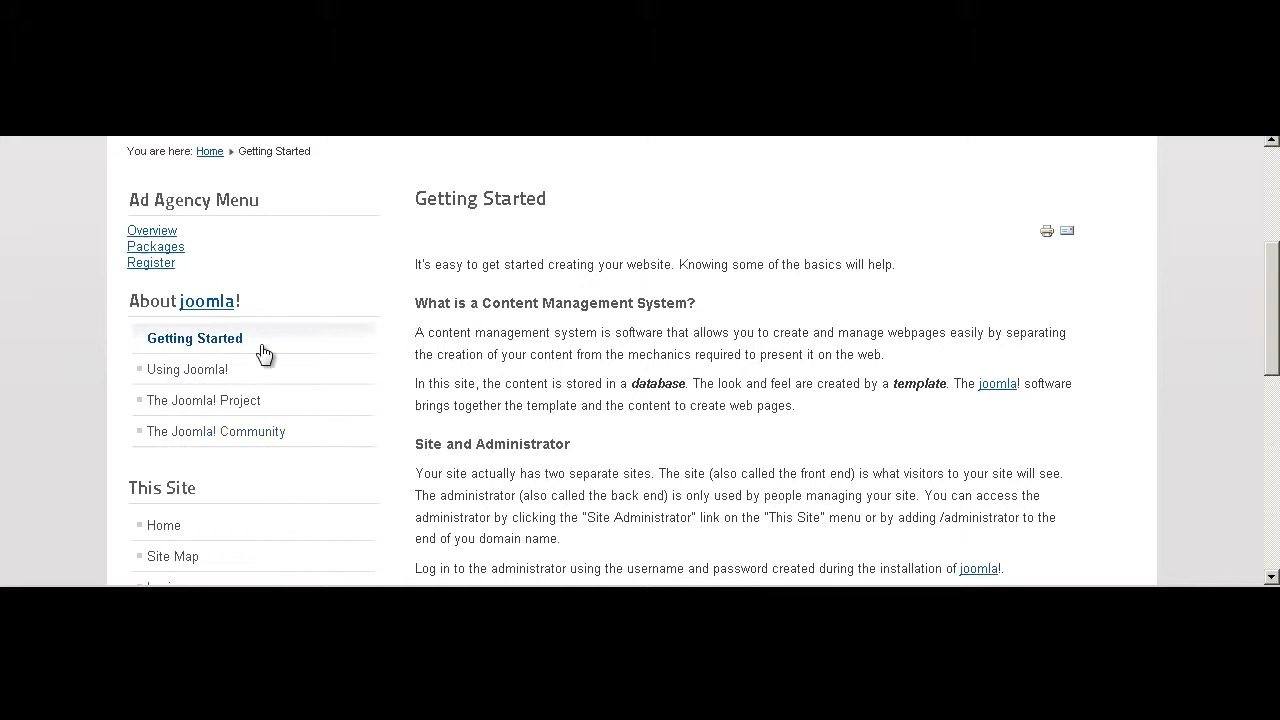 You are here: Home Getting Started
Ad Agency Menu
Overview
Packages
Register
About joomla!
Getting Started
Using Joomla!
The Joomla! Project
The Joomla! Community
This Site
Home
Site Map
Getting Started
It's easy to get started creating your website. Knowing some of the basics will help.
What is a Content Management System?
A content management system is software that allows you to create and manage webpages easily by separating
the creation of your content from the mechanics required to present it on the web.
In this site, the content is stored in a database. The look and feel are created by a template. The joomla! software
brings together the template and the content to create web pages.
Site and Administrator
Your site actually has two separate sites. The site (also called the front end) is what visitors to your site will see.
The administrator (also called the back end) is only used by people managing your site. You can access the
administrator by clicking the "Site Administrator" link on the "This Site" menu or by adding /administrator to the
end of you domain name.
Log in to the administrator using the username and password created during the installation of joomla!.